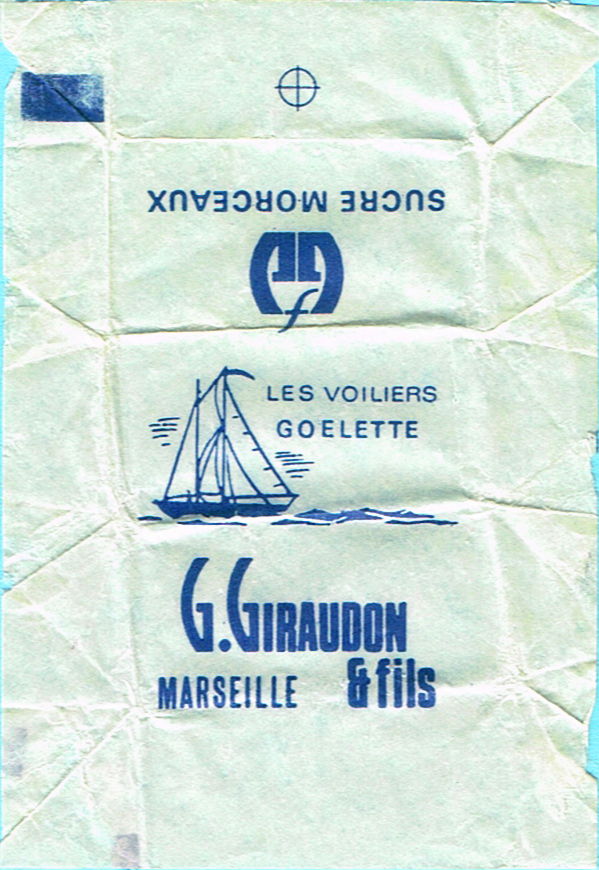 SUCRE MORCEAUX
LES VOILIERS
GOELETTE
G. GIRAUDON
MARSEILLE & fils